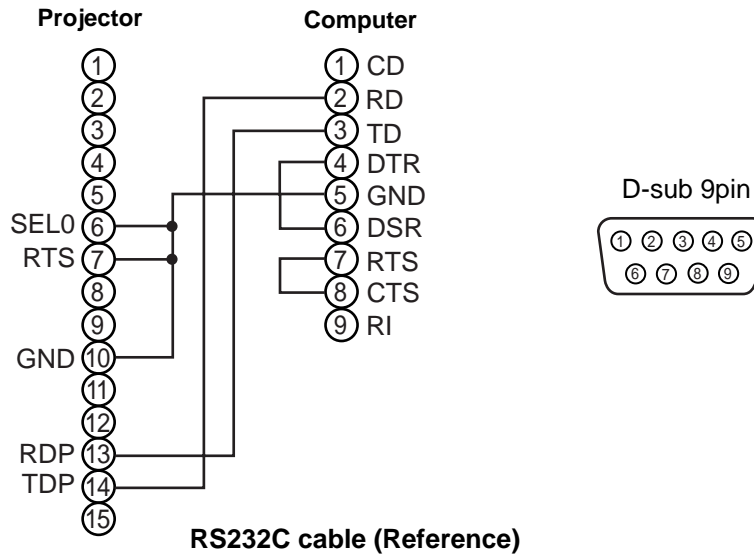 Projector Computer
1 1 CD
2 2 RD
3 3 TD
4 4 DTR
5 5 GND
SEL0 6 6 DSR
RTS 7 7 RTS
8 8 CTS
9 9 RI
GND 10
11
12
RDP 13
TDP 14
15
D-sub 9pin
1 2 3 4 5
6 7 8 9
RS232C cable (Reference)